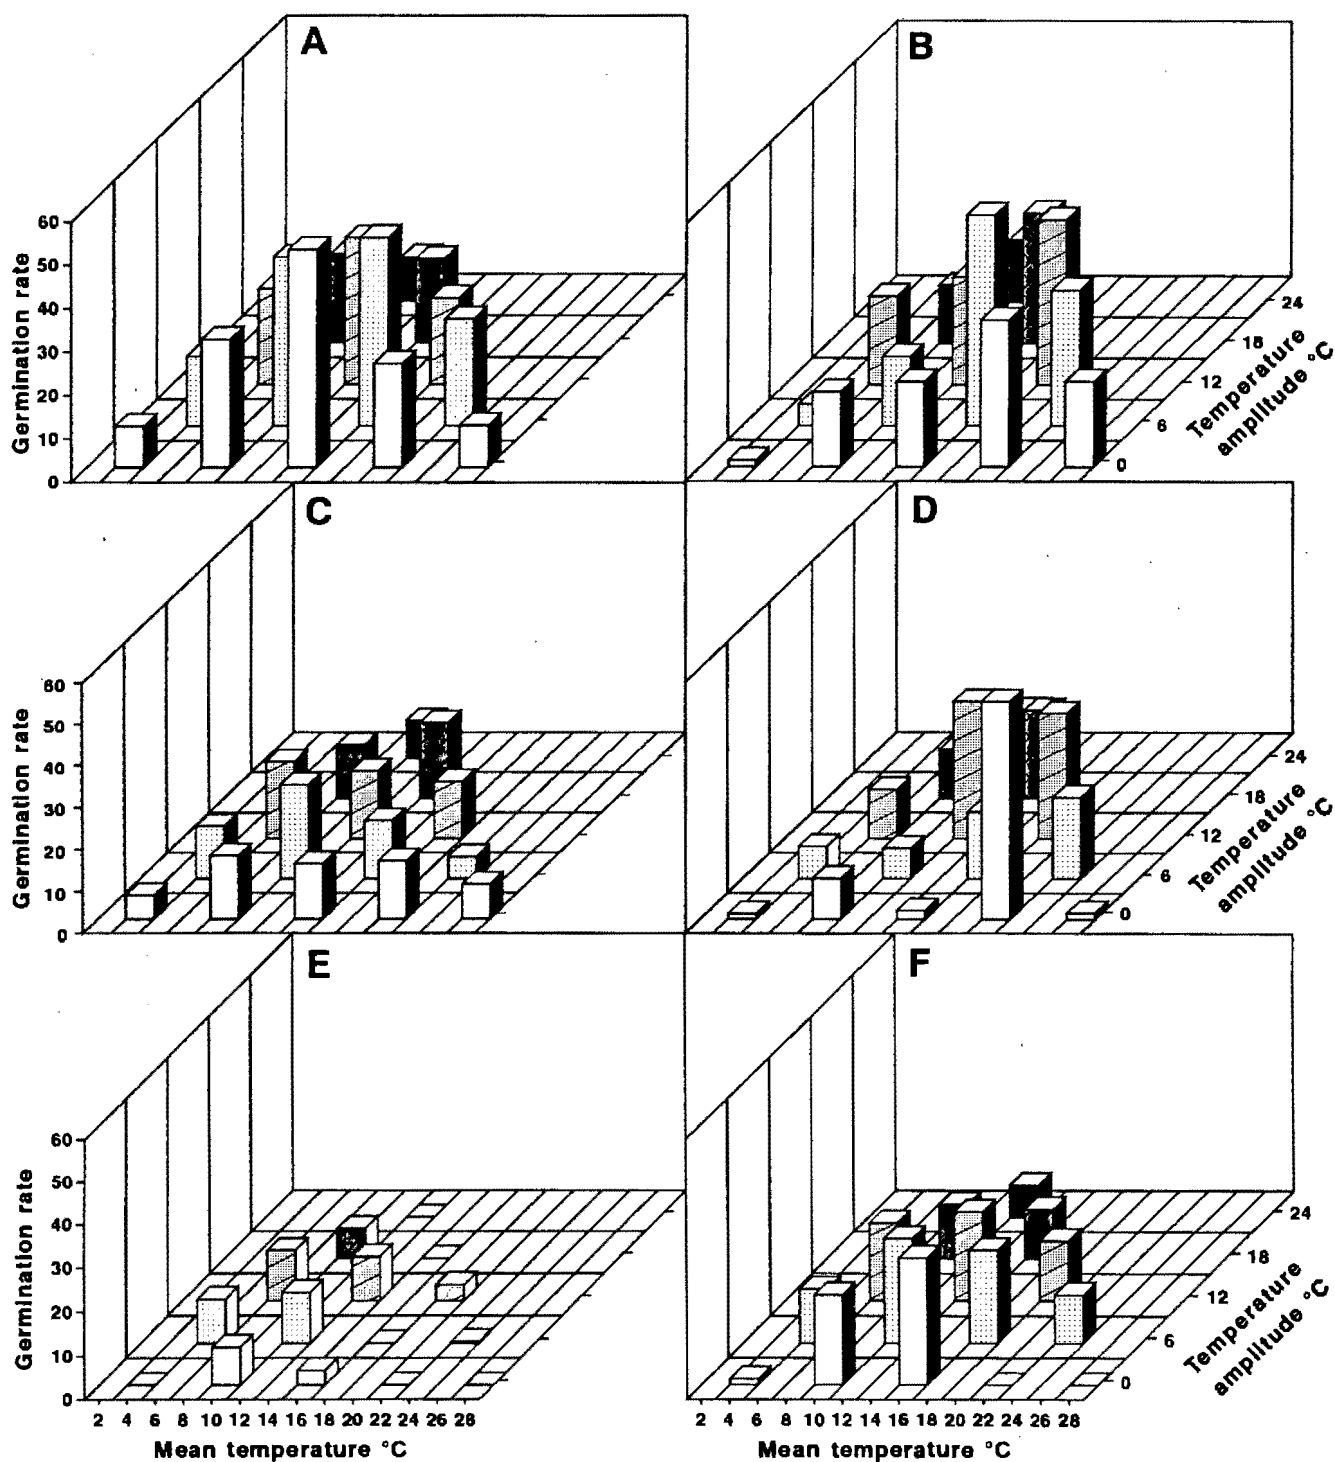 A
B
Germination rate
60
50
40
30
20
10
0
24
18
12
6
0
Temperature
amplitude °C
C
D
Germination rate
60
50
40
30
20
10
0
24
18
12
6
0
Temperature
amplitude °C
E
F
Germination rate
60
50
40
30
20
10
0
24
18
12
6
0
Temperature
amplitude °C
2 4 6 8 10 12 14 16 18 20 22 24 26 28
2 4 6 8 10 12 14 16 18 20 22 24 26 28
Mean temperature °C
Mean temperature °C